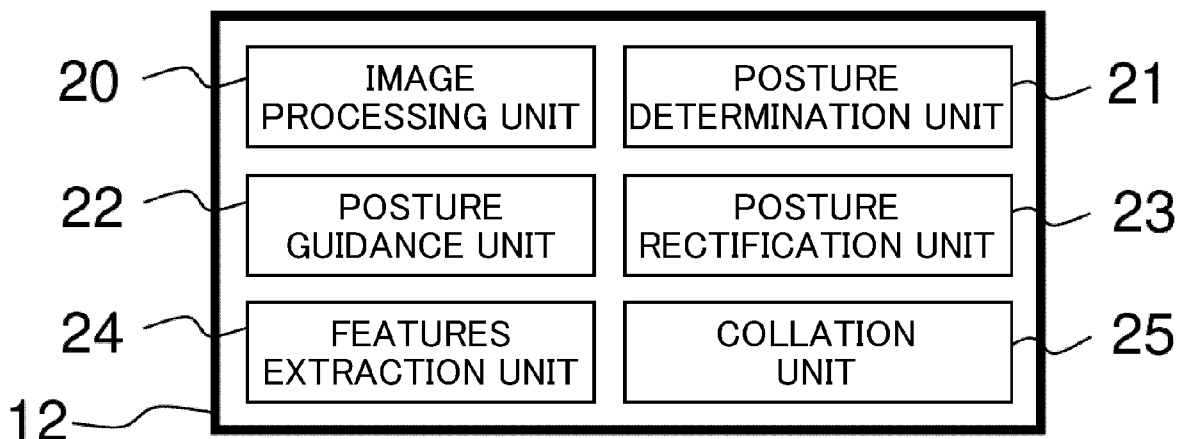 20
IMAGE
PROCESSING UNIT
POSTURE
DETERMINATION UNIT
21
22
POSTURE
GUIDANCE UNIT
POSTURE
RECTIFICATION UNIT
23
24
FEATURES
EXTRACTION UNIT
COLLATION
UNIT
25
12